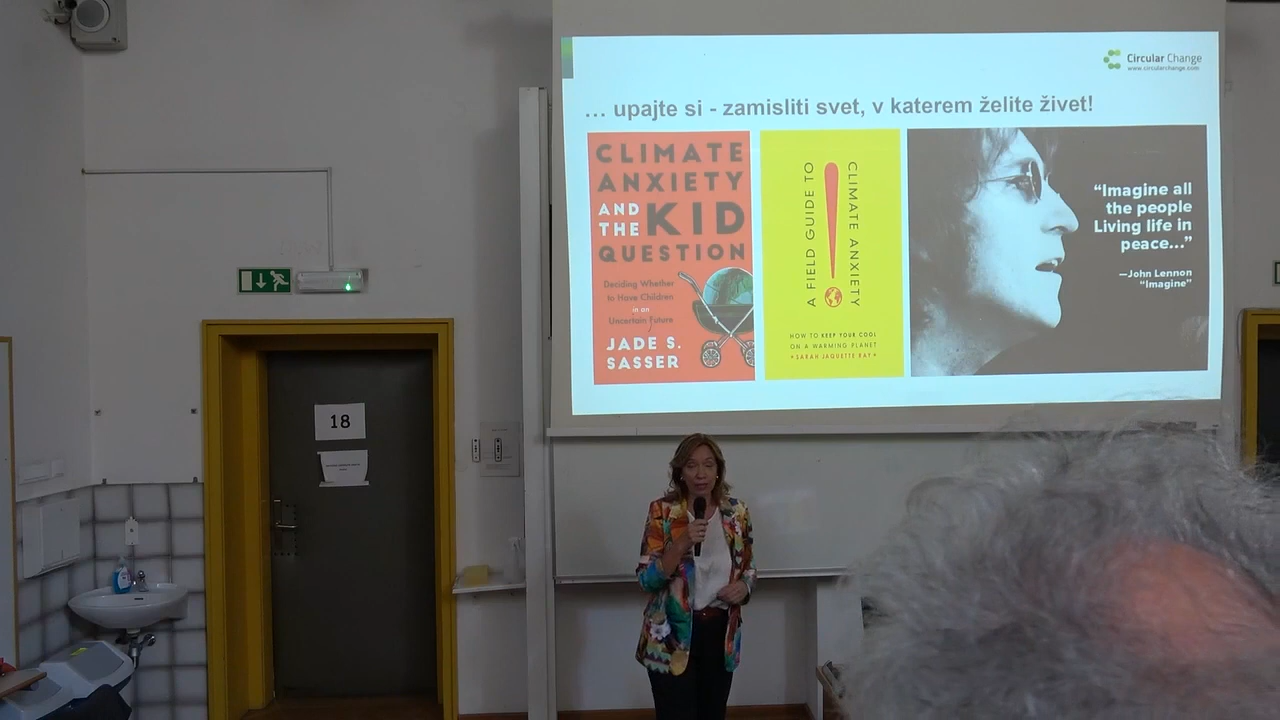 Circular Change
www.circularchange.com
… upajte si - zamisliti svet, v katerem želite živet!
CLIMATE
ANXIETY
AND
THE KID
QUESTION
Deciding Whether
to Have Children
in an
Uncertain Future
JADE S.
SASSER
A FIELD GUIDE TO
CLIMATE ANXIETY
HOW TO KEEP YOUR COOL
ON A WARMING PLANET
SARAH JAQUETTE RAY
“Imagine all
the people
Living life in
peace...”
—John Lennon
“Imagine”
18